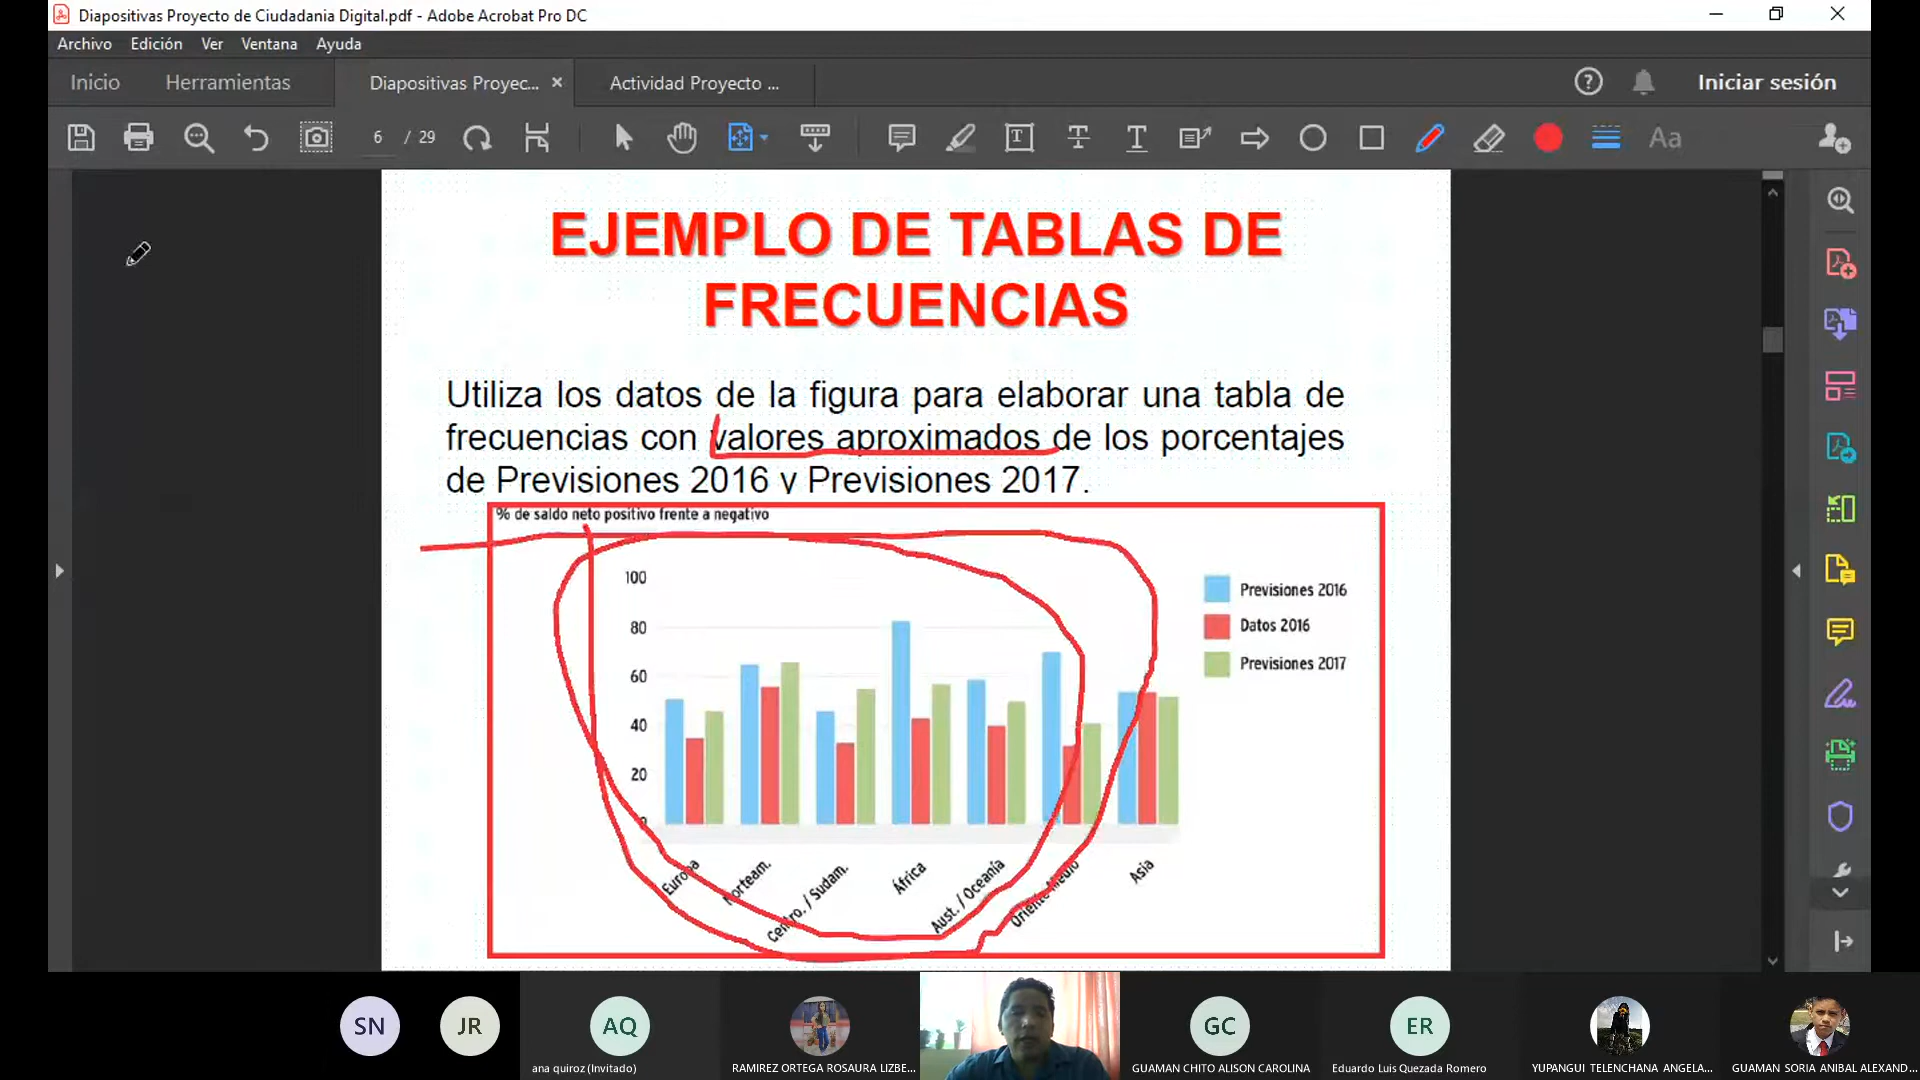 Diapositivas Proyecto de Ciudadania Digital.pdf - Adobe Acrobat Pro DC
Archivo Edición Ver Ventana Ayuda
Inicio Herramientas Diapositivas Proyec... × Actividad Proyecto ... Iniciar sesión
6 / 29
Aa
EJEMPLO DE TABLAS DE
FRECUENCIAS
Utiliza los datos de la figura para elaborar una tabla de
frecuencias con valores aproximados de los porcentajes
de Previsiones 2016 y Previsiones 2017.
% de saldo neto positivo frente a negativo
100
80
60
40
20
0
Previsiones 2016
Datos 2016
Previsiones 2017
Europa
Norteam.
Centro. / Sudam.
África
Aust. / Oceanía
Oriente Medio
Asia
SN JR AQ GC ER
ana quiroz (Invitado)
RAMIREZ ORTEGA ROSAURA LIZBE...
GUAMAN CHITO ALISON CAROLINA
Eduardo Luis Quezada Romero
YUPANGUI TELENCHANA ANGELA...
GUAMAN SORIA ANIBAL ALEXAND...